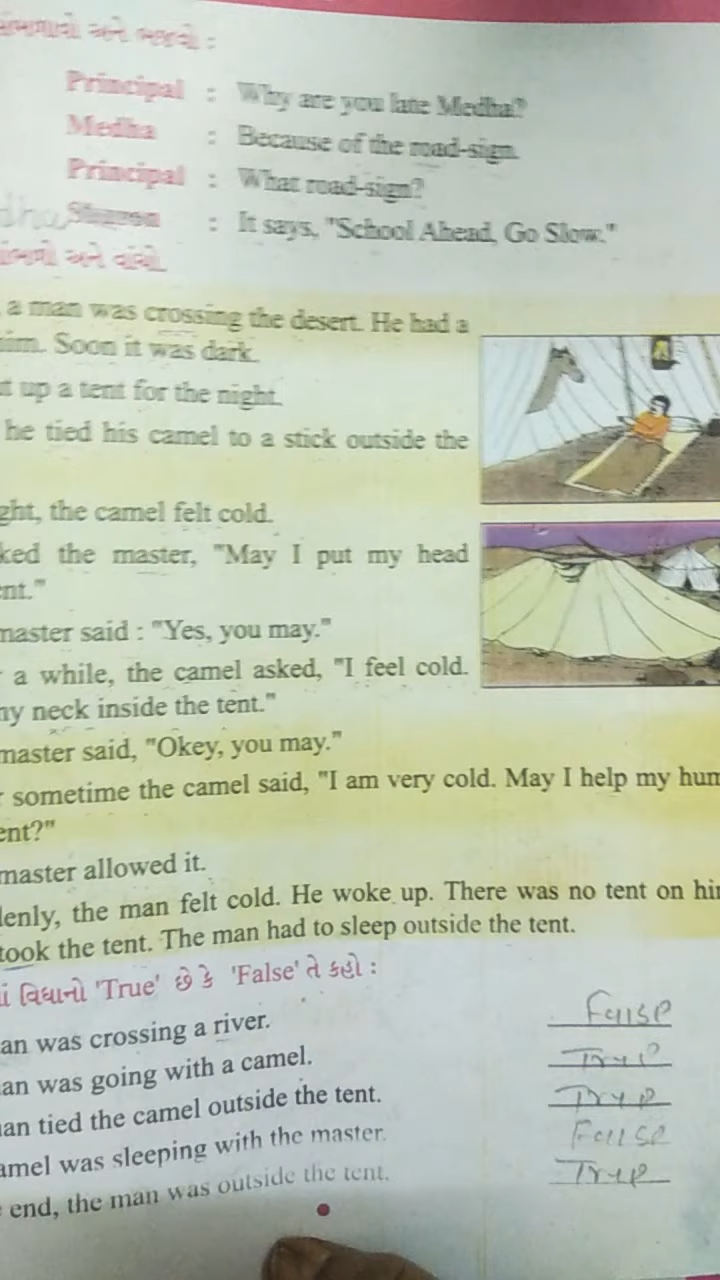 અને ભજવો :
Principal : Why are you late Medha?
Medha : Because of the road-sign.
Principal : What road-sign?
: It says, "School Ahead, Go Slow."
અને વાંચો.
a man was crossing the desert. He had a
him. Soon it was dark.
up a tent for the night.
he tied his camel to a stick outside the
ght, the camel felt cold.
ked the master, "May I put my head
ent."
master said : "Yes, you may."
a while, the camel asked, "I feel cold.
my neck inside the tent."
master said, "Okey, you may."
sometime the camel said, "I am very cold. May I help my hum
ent?"
master allowed it.
denly, the man felt cold. He woke up. There was no tent on hi
took the tent. The man had to sleep outside the tent.
વિધાનો 'True' છે કે 'False' તે કહો :
an was crossing a river. False
an was going with a camel. True
an tied the camel outside the tent. True
amel was sleeping with the master. False
end, the man was outside the tent. True